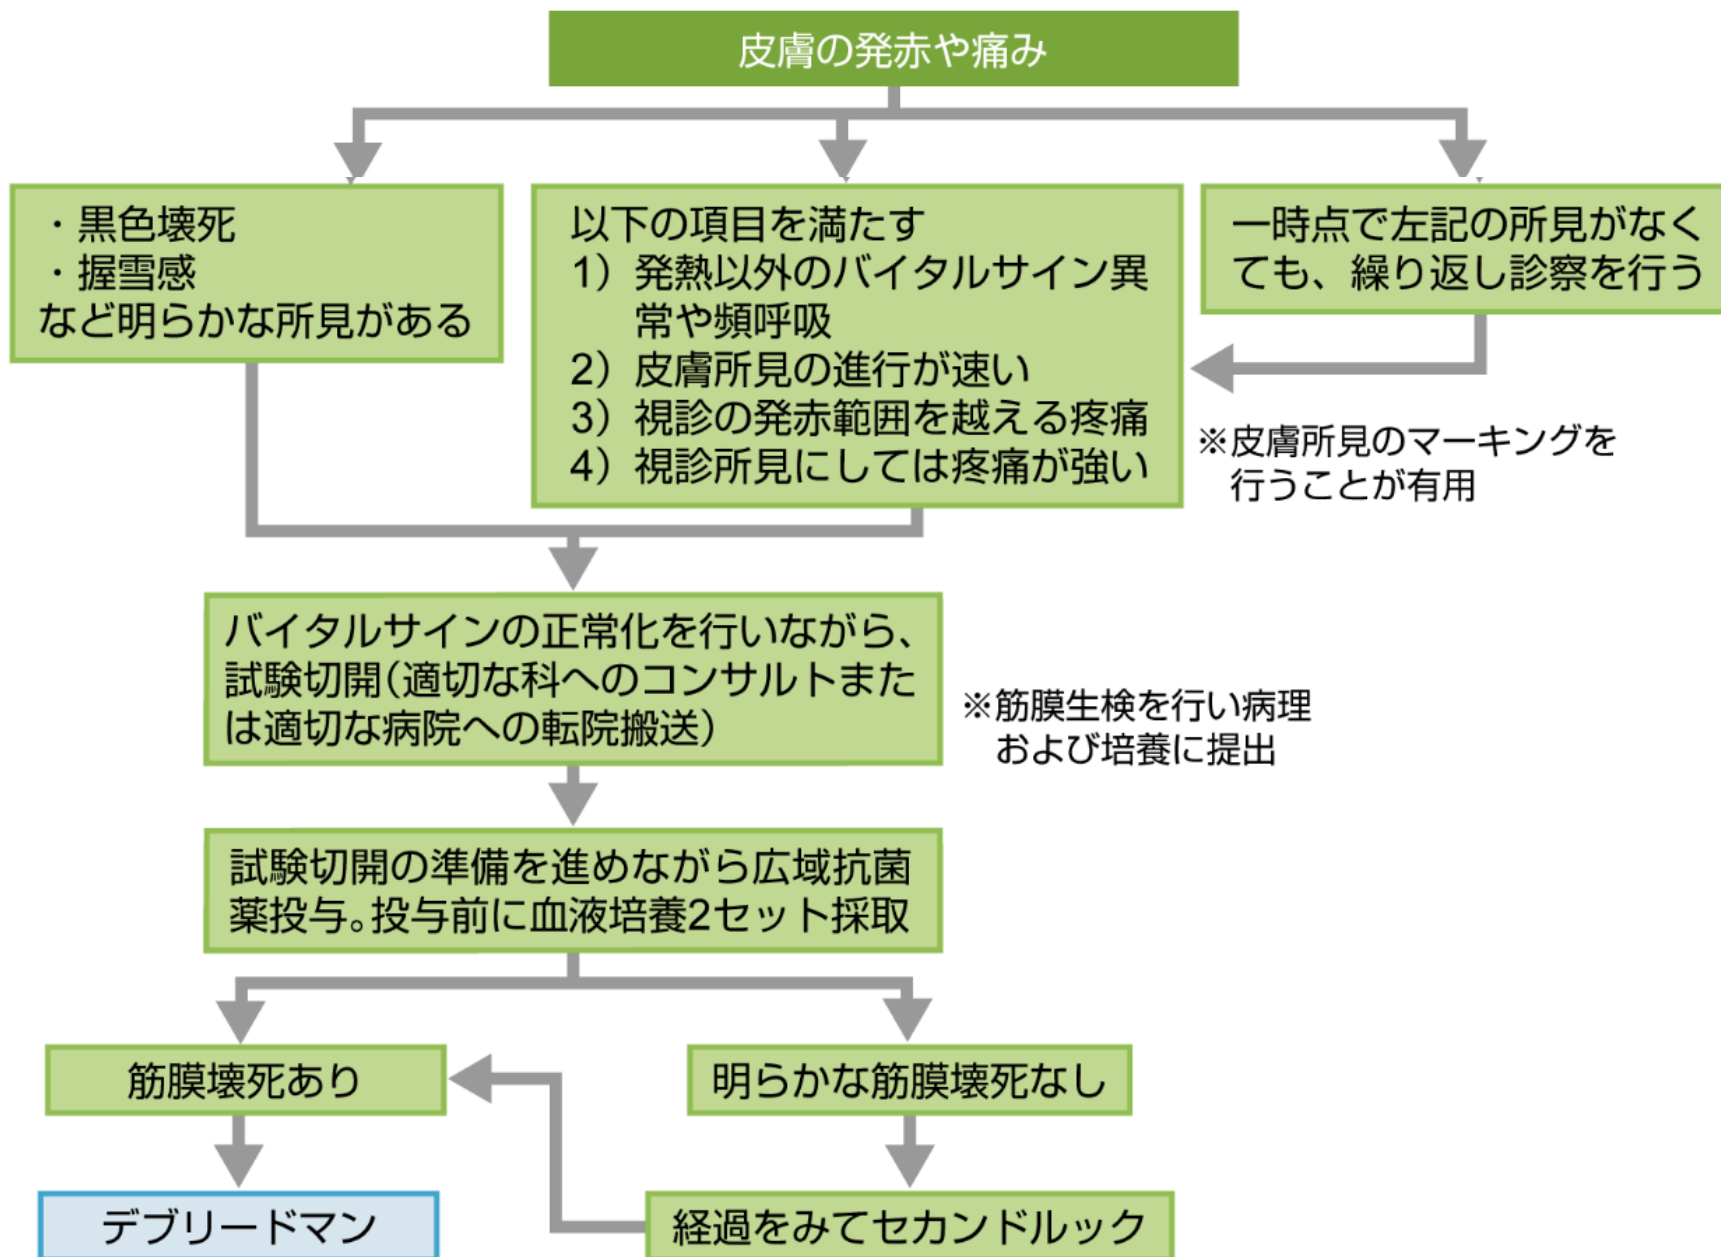 皮膚の発赤や痛み
・黒色壊死
・握雪感
など明らかな所見がある
以下の項目を満たす
1）発熱以外のバイタルサイン異
常や頻呼吸
2）皮膚所見の進行が速い
3）視診の発赤範囲を越える疼痛
4）視診所見にしては疼痛が強い
一時点で左記の所見がなく
ても、繰り返し診察を行う
※皮膚所見のマーキングを
行うことが有用
バイタルサインの正常化を行いながら、
試験切開（適切な科へのコンサルトまた
は適切な病院への転院搬送）
※筋膜生検を行い病理
および培養に提出
試験切開の準備を進めながら広域抗菌
薬投与。投与前に血液培養2セット採取
筋膜壊死あり
明らかな筋膜壊死なし
デブリードマン
経過をみてセカンドルック